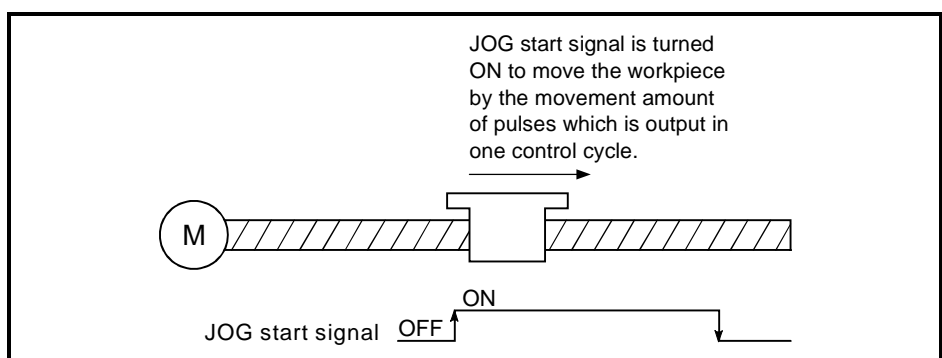 JOG start signal is turned
ON to move the workpiece
by the movement amount
of pulses which is output in
one control cycle.
M
ON
JOG start signal OFF